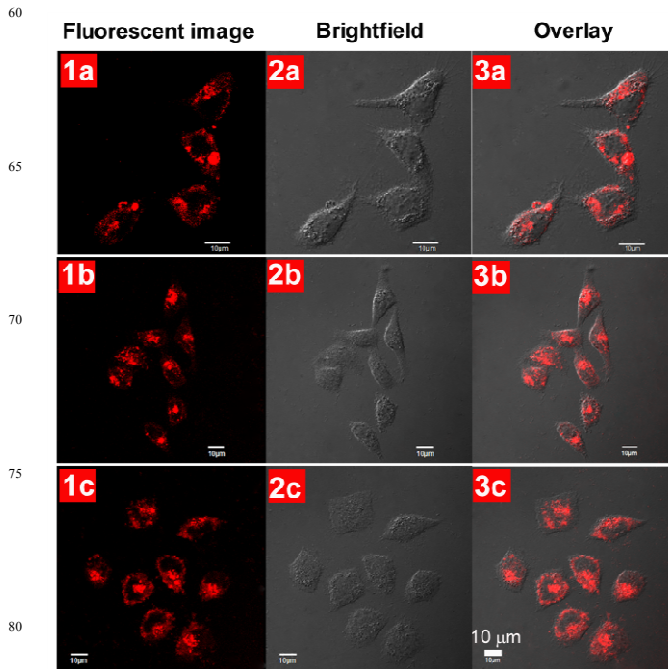 60
Fluorescent image Brightfield Overlay
1a 2a 3a
65
10µm 10µm 10µm
1b 2b 3b
70
10µm 10µm 10µm
75
1c 2c 3c
80
10µm 10µm 10 µm